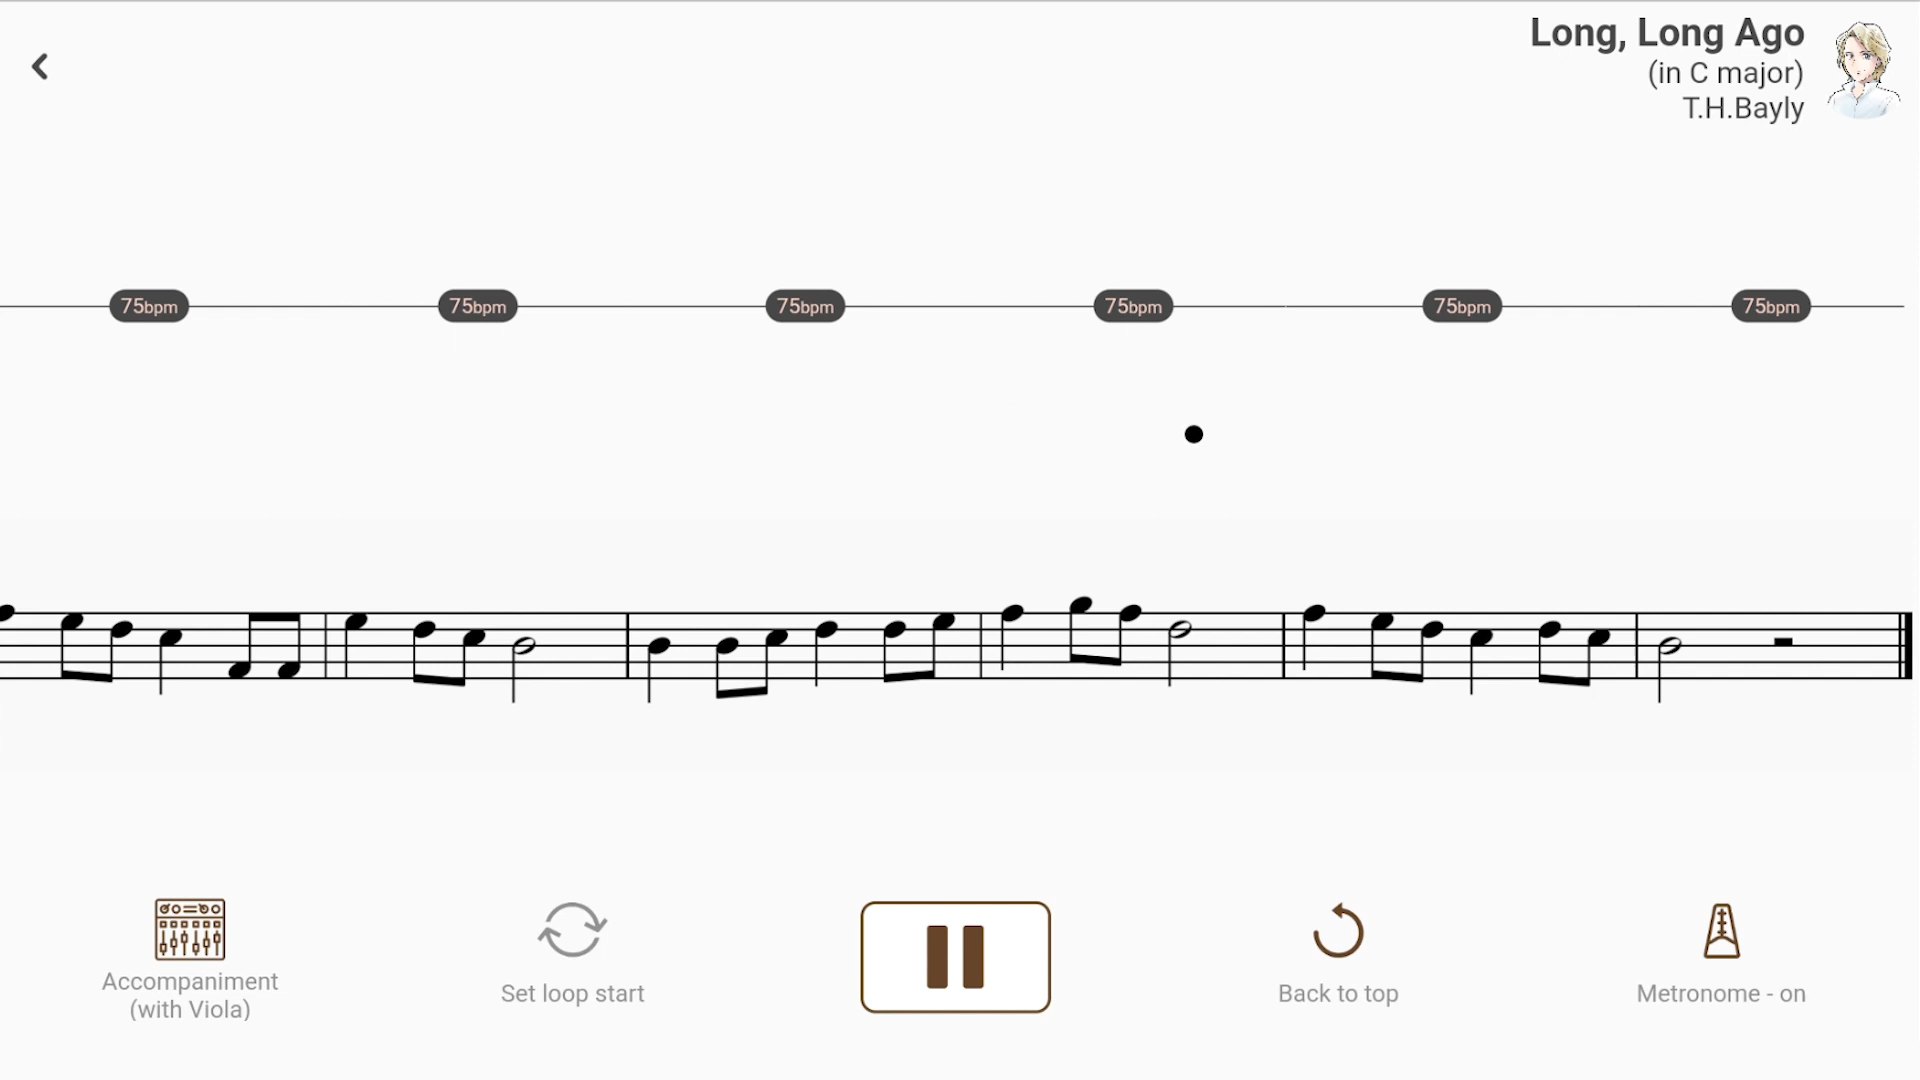 Long, Long Ago
(in C major)
T.H.Bayly
75bpm 75bpm 75bpm 75bpm 75bpm 75bpm
Accompaniment
(with Viola)
Set loop start
Back to top
Metronome - on